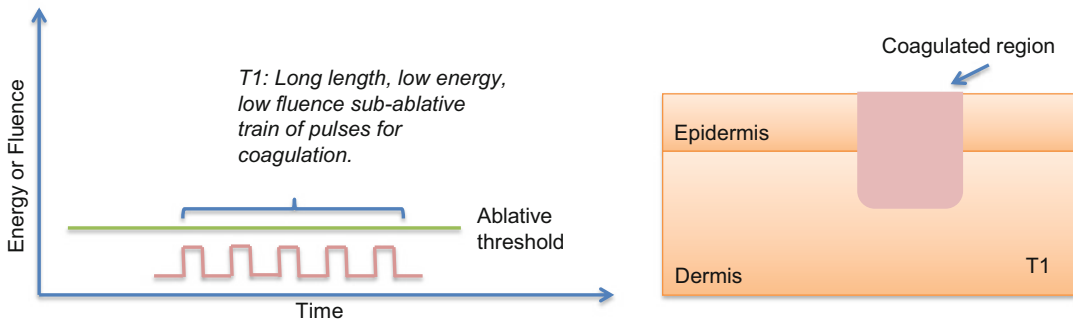 Energy or Fluence
T1: Long length, low energy,
low fluence sub-ablative
train of pulses for
coagulation.
Ablative
threshold
Time
Coagulated region
Epidermis
Dermis
T1